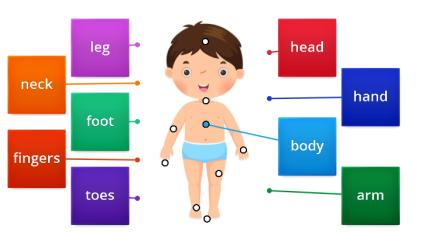 leg
head
neck
hand
foot
body
fingers
toes
arm